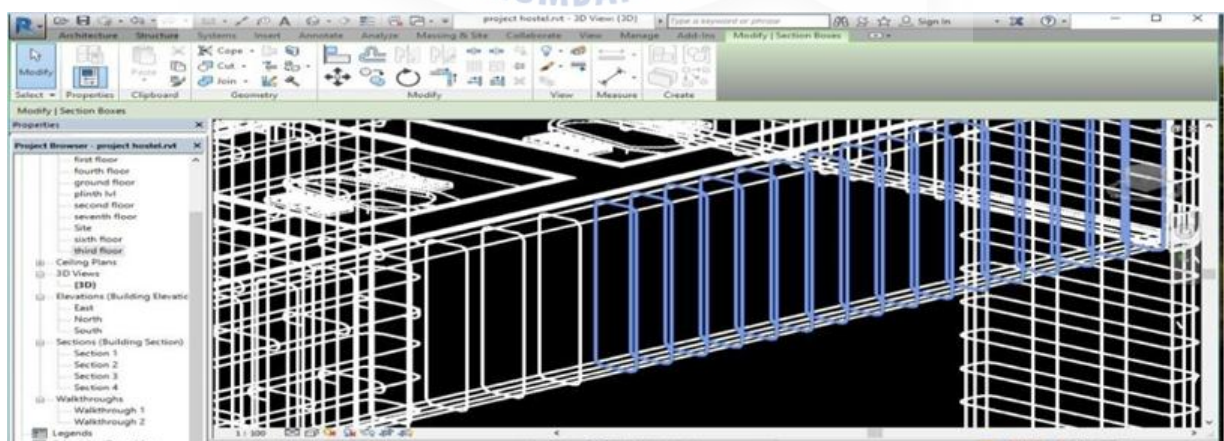 project hostel.rvt - 3D View: {3D}
Type a keyword or phrase
Sign In
Architecture Structure Systems Insert Annotate Analyze Massing & Site Collaborate View Manage Add-Ins Modify | Section Boxes
Modify
Paste
Cope
Cut
Join
Select Properties Clipboard Geometry Modify View Measure Create
Modify | Section Boxes
Properties
Project Browser - project hostel.rvt
first floor
fourth floor
ground floor
plinth lvl
second floor
seventh floor
Site
sixth floor
third floor
Ceiling Plans
3D Views
{3D}
Elevations (Building Elevatio
East
North
South
Sections (Building Section)
Section 1
Section 2
Section 3
Section 4
Walkthroughs
Walkthrough 1
Walkthrough 2
Legends
1 : 100